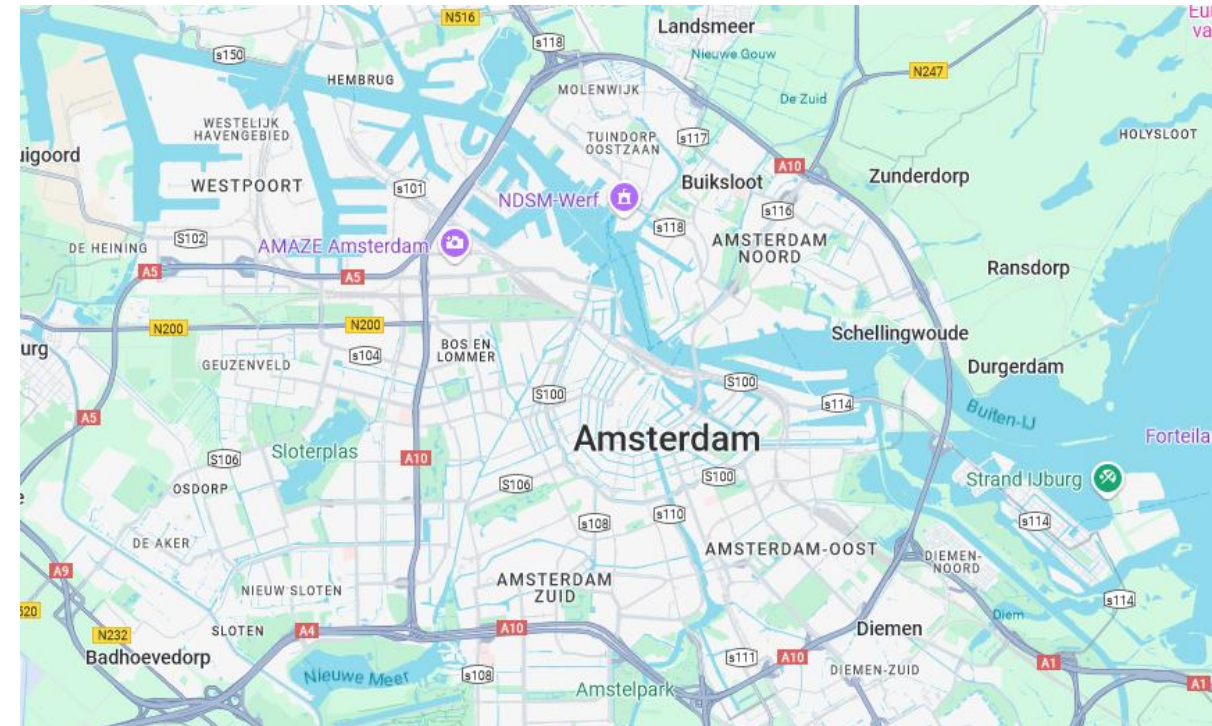 N516
Landsmeer
Eu
va
s118
s150
Nieuwe Gouw
HEMBRUG
N247
MOLENWIJK
De Zuid
WESTELIJK
HAVENGEBIED
TUINDORP
OOSTZAAN
s117
HOLYSLOOT
uigoord
A10
WESTPOORT
s101
Buiksloot
Zunderdorp
NDSM-Werf
s116
S102
s118
DE HEINING
AMAZE Amsterdam
AMSTERDAM
NOORD
A5
A5
Ransdorp
N200
N200
Schellingwoude
urg
s104
BOS EN
LOMMER
GEUZENVELD
Durgerdam
S100
S100
s114
Buiten-IJ
A5
Amsterdam
Forteila
Sloterplas
S106
A10
S100
Strand IJburg
OSDORP
S106
s110
s108
s114
DE AKER
AMSTERDAM-OOST
DIEMEN-
NOORD
A9
AMSTERDAM
ZUID
NIEUW SLOTEN
s114
520
Diem
N232
SLOTEN
A4
A10
Diemen
Badhoevedorp
s111
A10
A1
Nieuwe Meer
s108
DIEMEN-ZUID
Amstelpark
A1